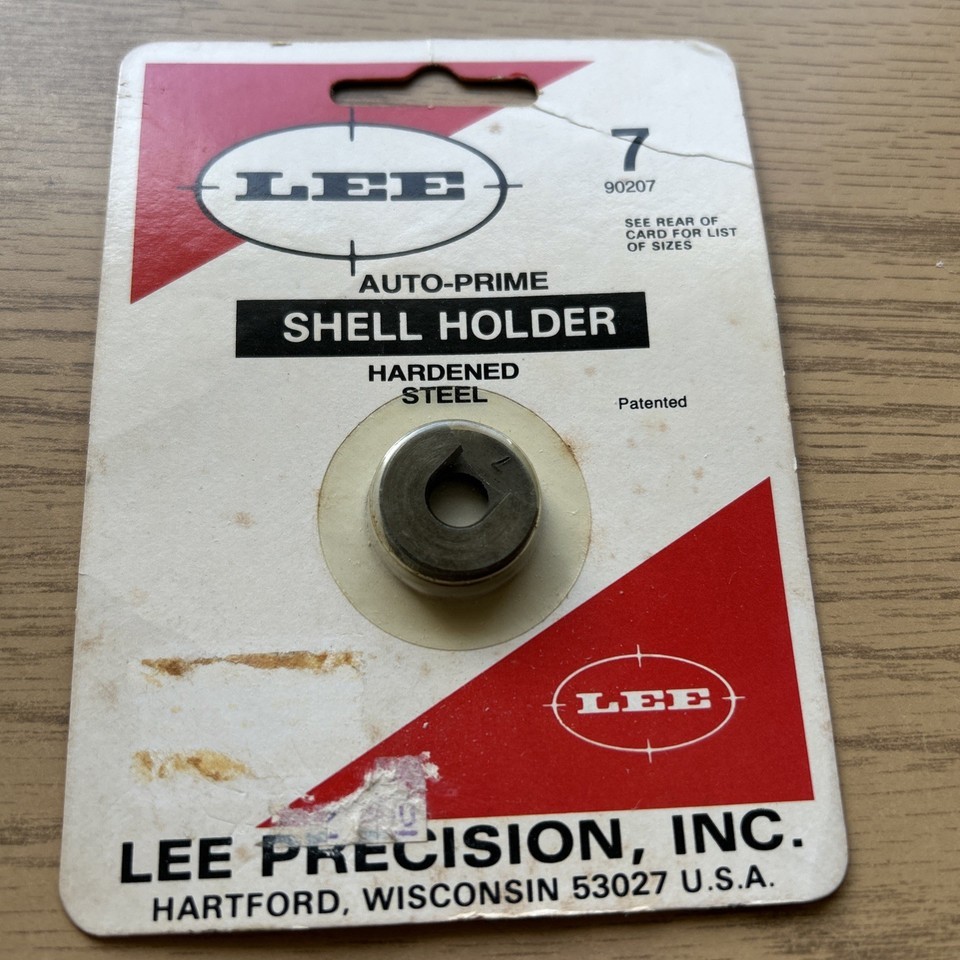 LEE
7
90207
SEE REAR OF
CARD FOR LIST
OF SIZES
AUTO-PRIME
SHELL HOLDER
HARDENED
STEEL
Patented
7
LEE
LEE PRECISION, INC.
HARTFORD, WISCONSIN 53027 U.S.A.